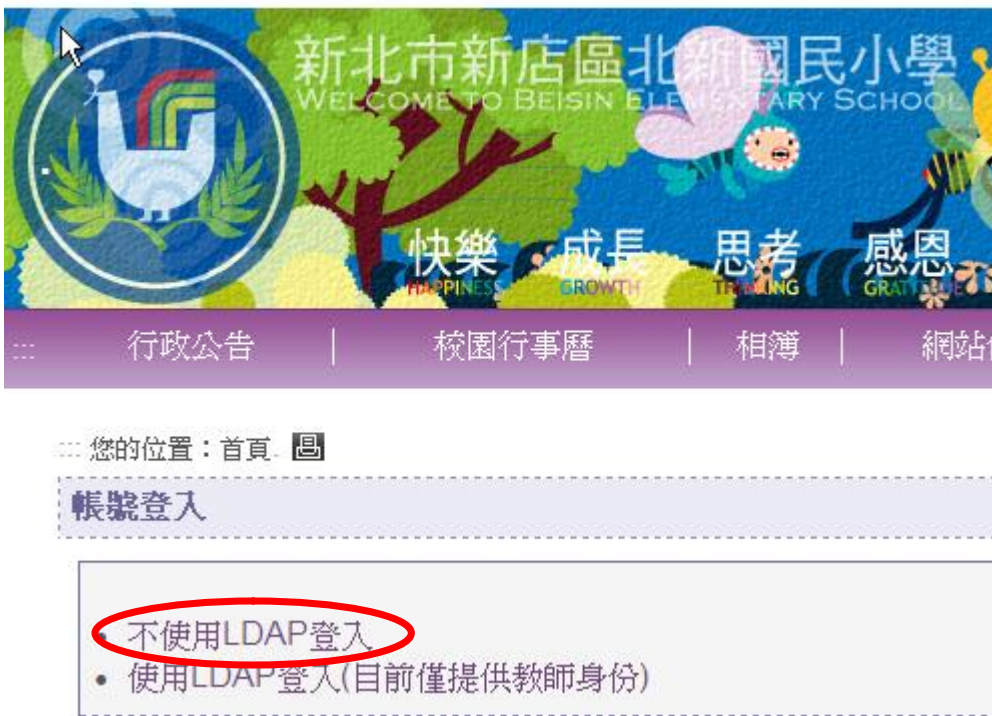 新北市新店區北新國民小學
WELCOME TO BEISIN ELEMENTARY SCHOOL
快樂 成長 思考 感恩
HAPPINESS GROWTH THINKING GRATITUDE
行政公告 | 校園行事曆 | 相簿 | 網站
您的位置：首頁
帳號登入
• 不使用LDAP登入
• 使用LDAP登入(目前僅提供教師身份)